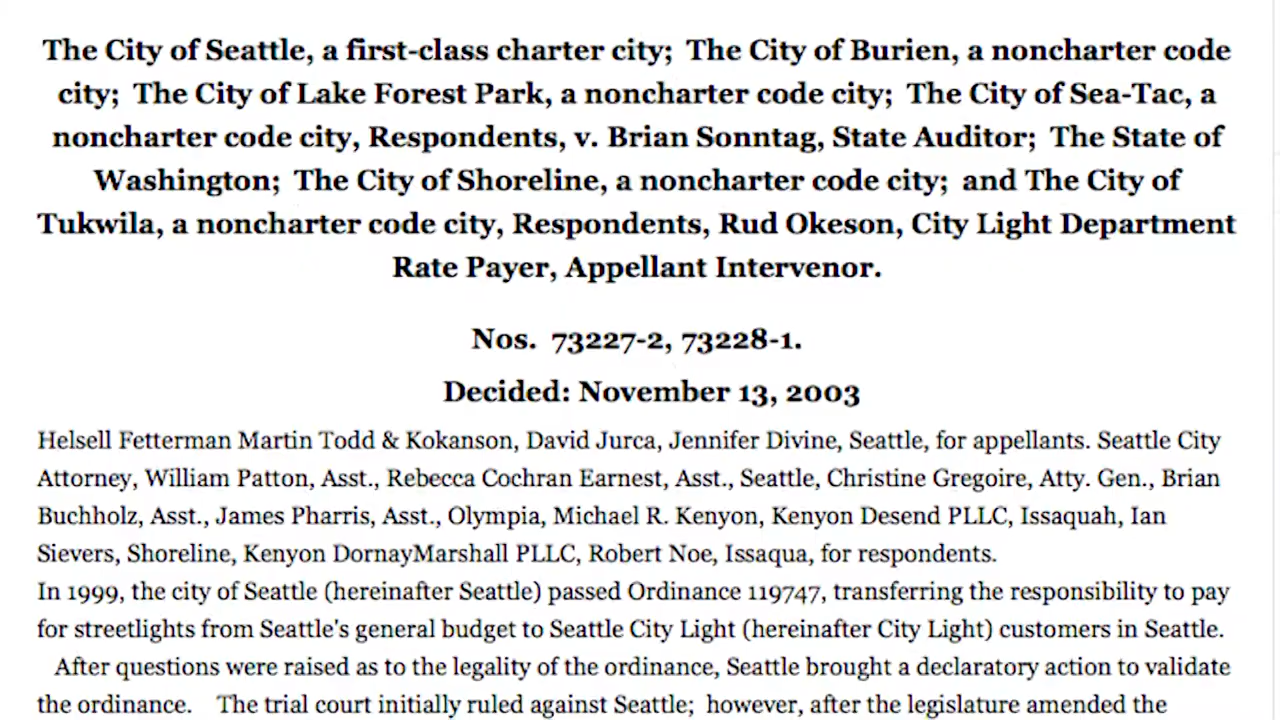 The City of Seattle, a first-class charter city; The City of Burien, a noncharter code
city; The City of Lake Forest Park, a noncharter code city; The City of Sea-Tac, a
noncharter code city, Respondents, v. Brian Sonntag, State Auditor; The State of
Washington; The City of Shoreline, a noncharter code city; and The City of
Tukwila, a noncharter code city, Respondents, Rud Okeson, City Light Department
Rate Payer, Appellant Intervenor.
Nos. 73227-2, 73228-1.
Decided: November 13, 2003
Helsell Fetterman Martin Todd & Kokanson, David Jurca, Jennifer Divine, Seattle, for appellants. Seattle City
Attorney, William Patton, Asst., Rebecca Cochran Earnest, Asst., Seattle, Christine Gregoire, Atty. Gen., Brian
Buchholz, Asst., James Pharris, Asst., Olympia, Michael R. Kenyon, Kenyon Desend PLLC, Issaquah, Ian
Sievers, Shoreline, Kenyon DornayMarshall PLLC, Robert Noe, Issaqua, for respondents.
In 1999, the city of Seattle (hereinafter Seattle) passed Ordinance 119747, transferring the responsibility to pay
for streetlights from Seattle's general budget to Seattle City Light (hereinafter City Light) customers in Seattle.
After questions were raised as to the legality of the ordinance, Seattle brought a declaratory action to validate
the ordinance. The trial court initially ruled against Seattle; however, after the legislature amended the